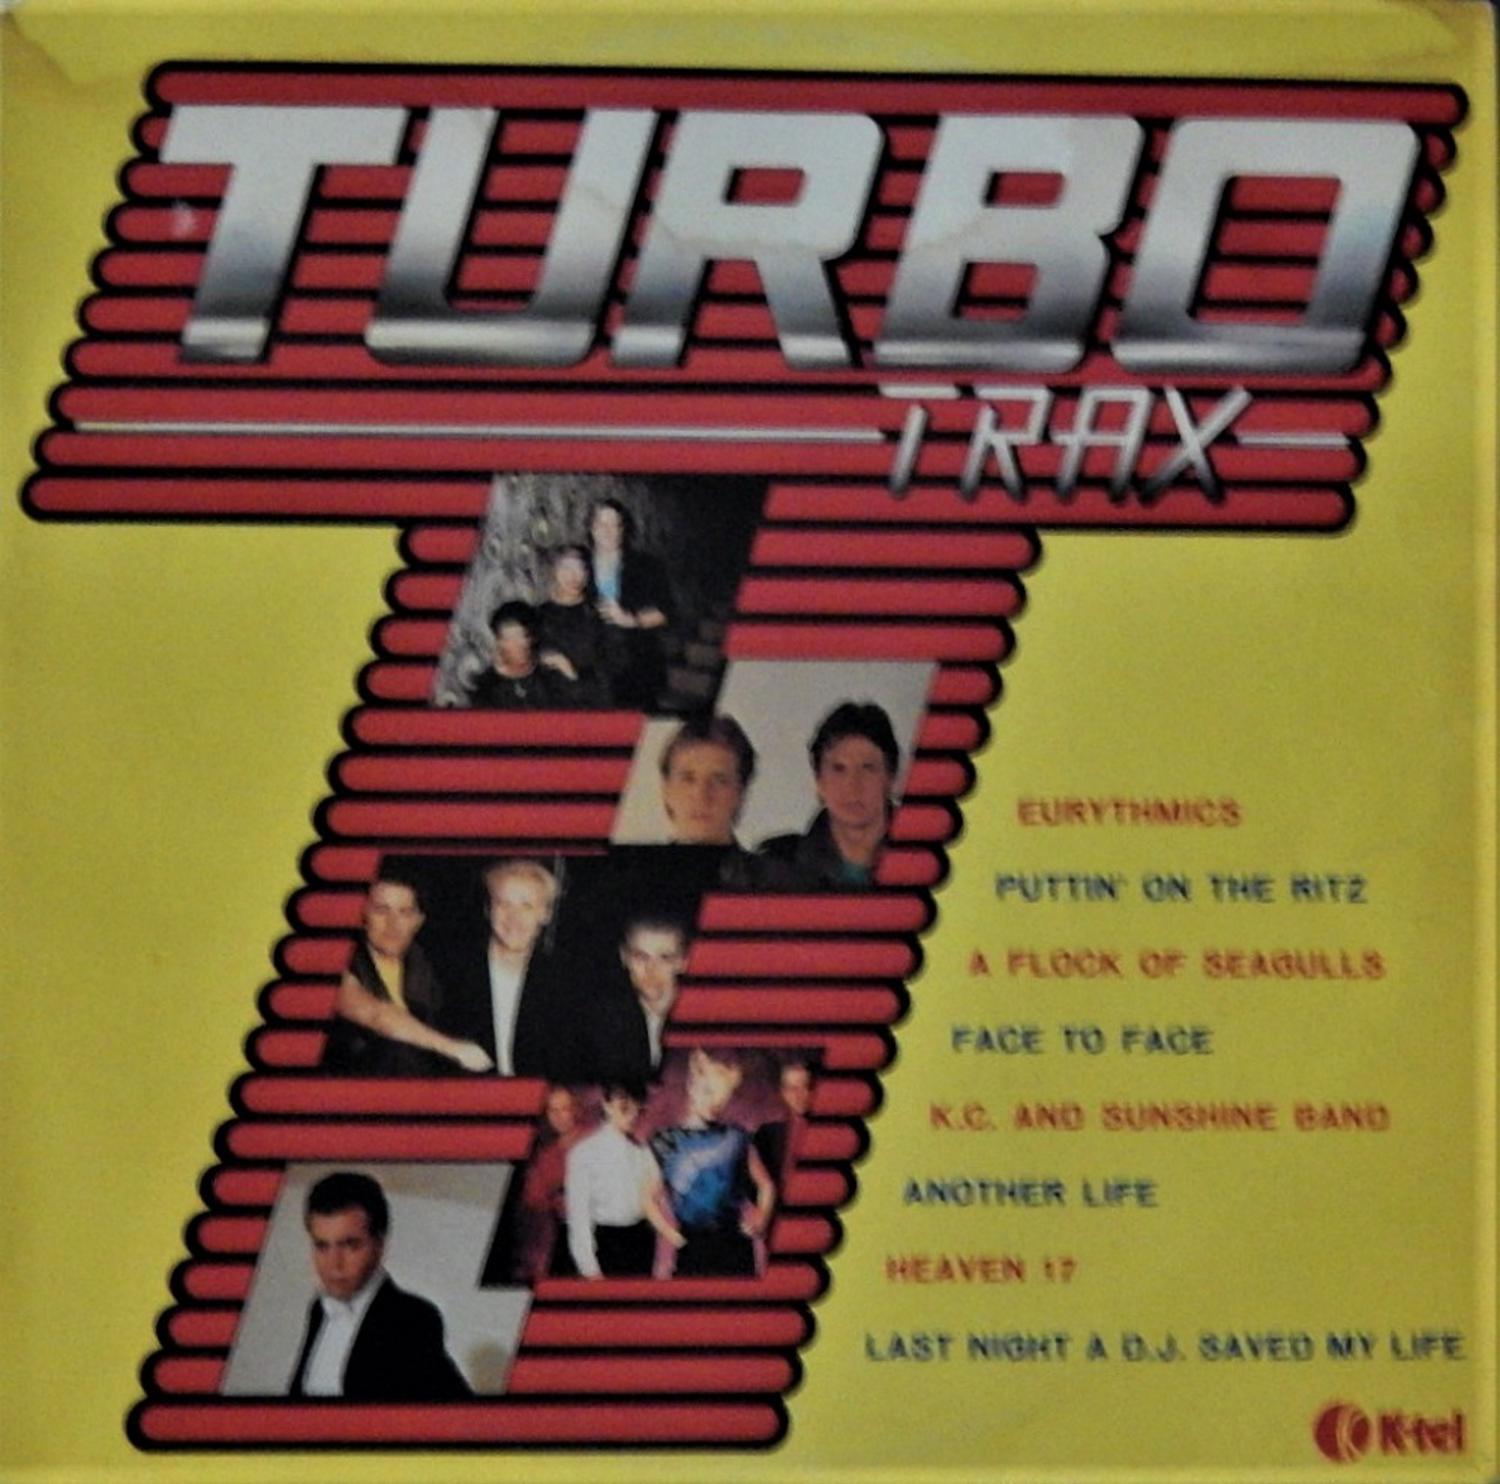 TURBO
TRAX
EURYTHMICS
PUTTIN' ON THE RITZ
A FLOCK OF SEAGULLS
FACE TO FACE
K.C. AND SUNSHINE BAND
ANOTHER LIFE
HEAVEN 17
LAST NIGHT A D.J. SAVED MY LIFE
K-tel